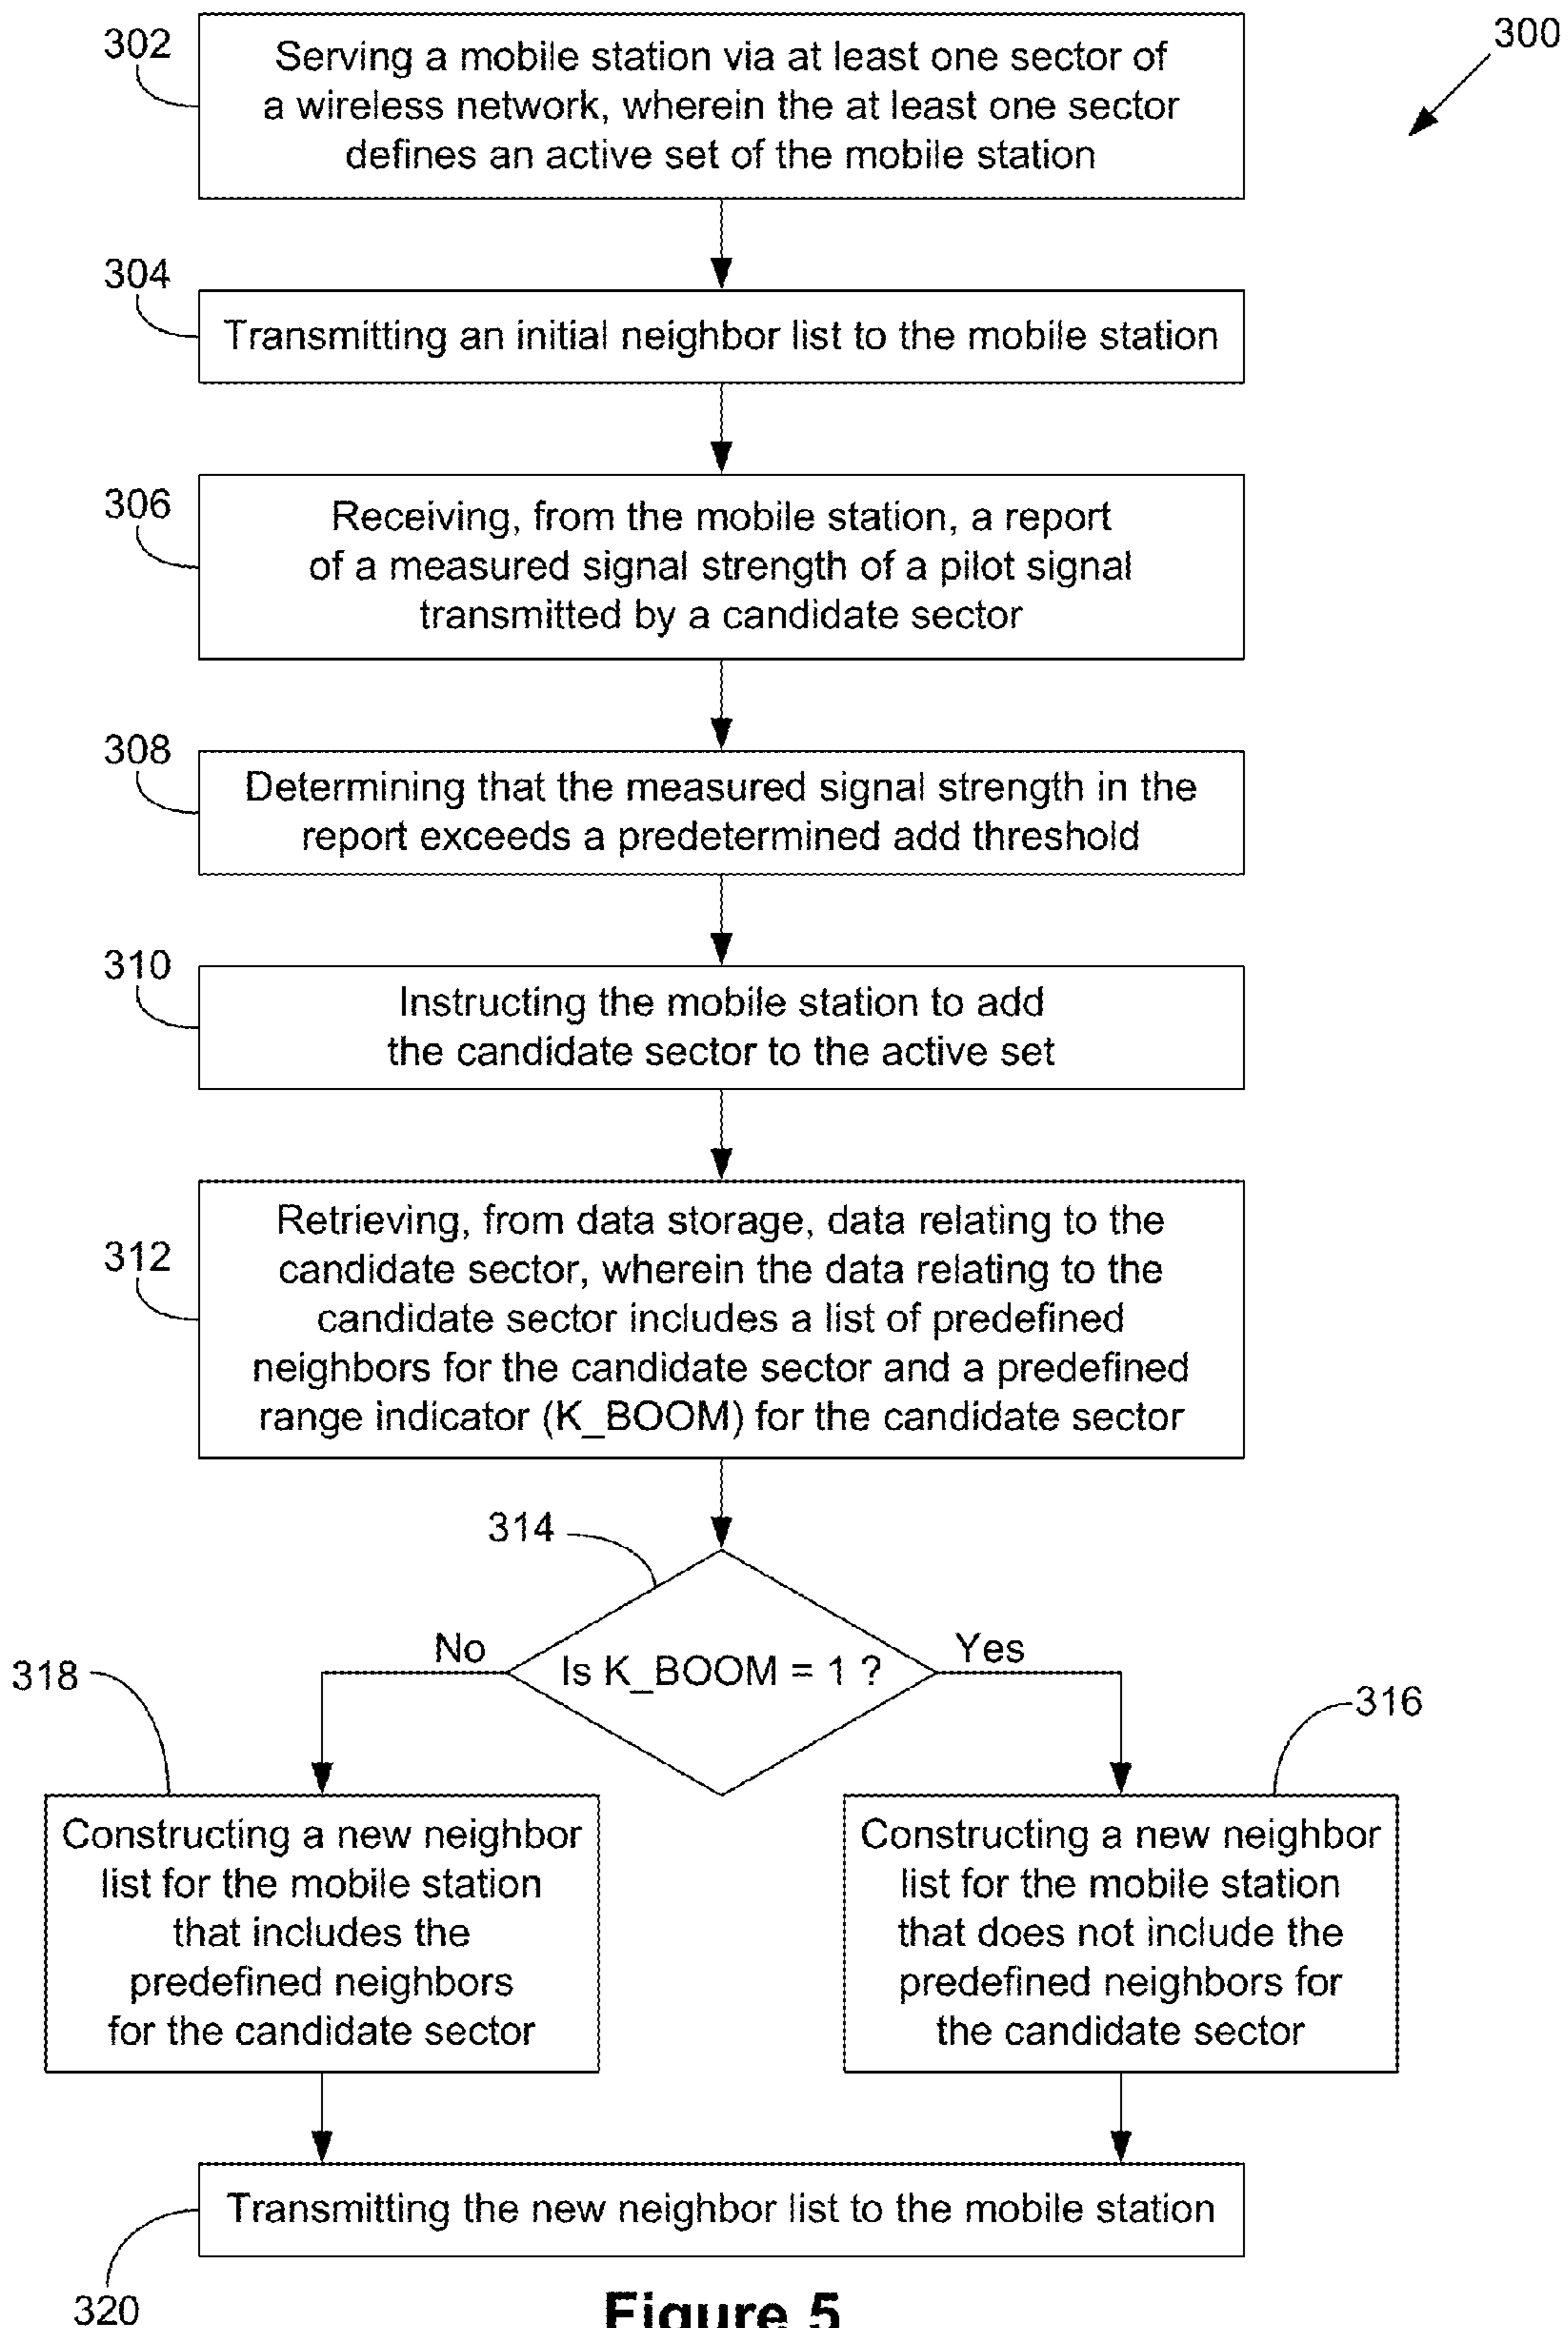 300
302
Serving a mobile station via at least one sector of
a wireless network, wherein the at least one sector
defines an active set of the mobile station
304
Transmitting an initial neighbor list to the mobile station
306
Receiving, from the mobile station, a report
of a measured signal strength of a pilot signal
transmitted by a candidate sector
308
Determining that the measured signal strength in the
report exceeds a predetermined add threshold
310
Instructing the mobile station to add
the candidate sector to the active set
312
Retrieving, from data storage, data relating to the
candidate sector, wherein the data relating to the
candidate sector includes a list of predefined
neighbors for the candidate sector and a predefined
range indicator (K_BOOM) for the candidate sector
314
Is K_BOOM = 1 ?
No
Yes
318
Constructing a new neighbor
list for the mobile station
that includes the
predefined neighbors
for the candidate sector
316
Constructing a new neighbor
list for the mobile station
that does not include the
predefined neighbors for
the candidate sector
320
Transmitting the new neighbor list to the mobile station
Figure 5